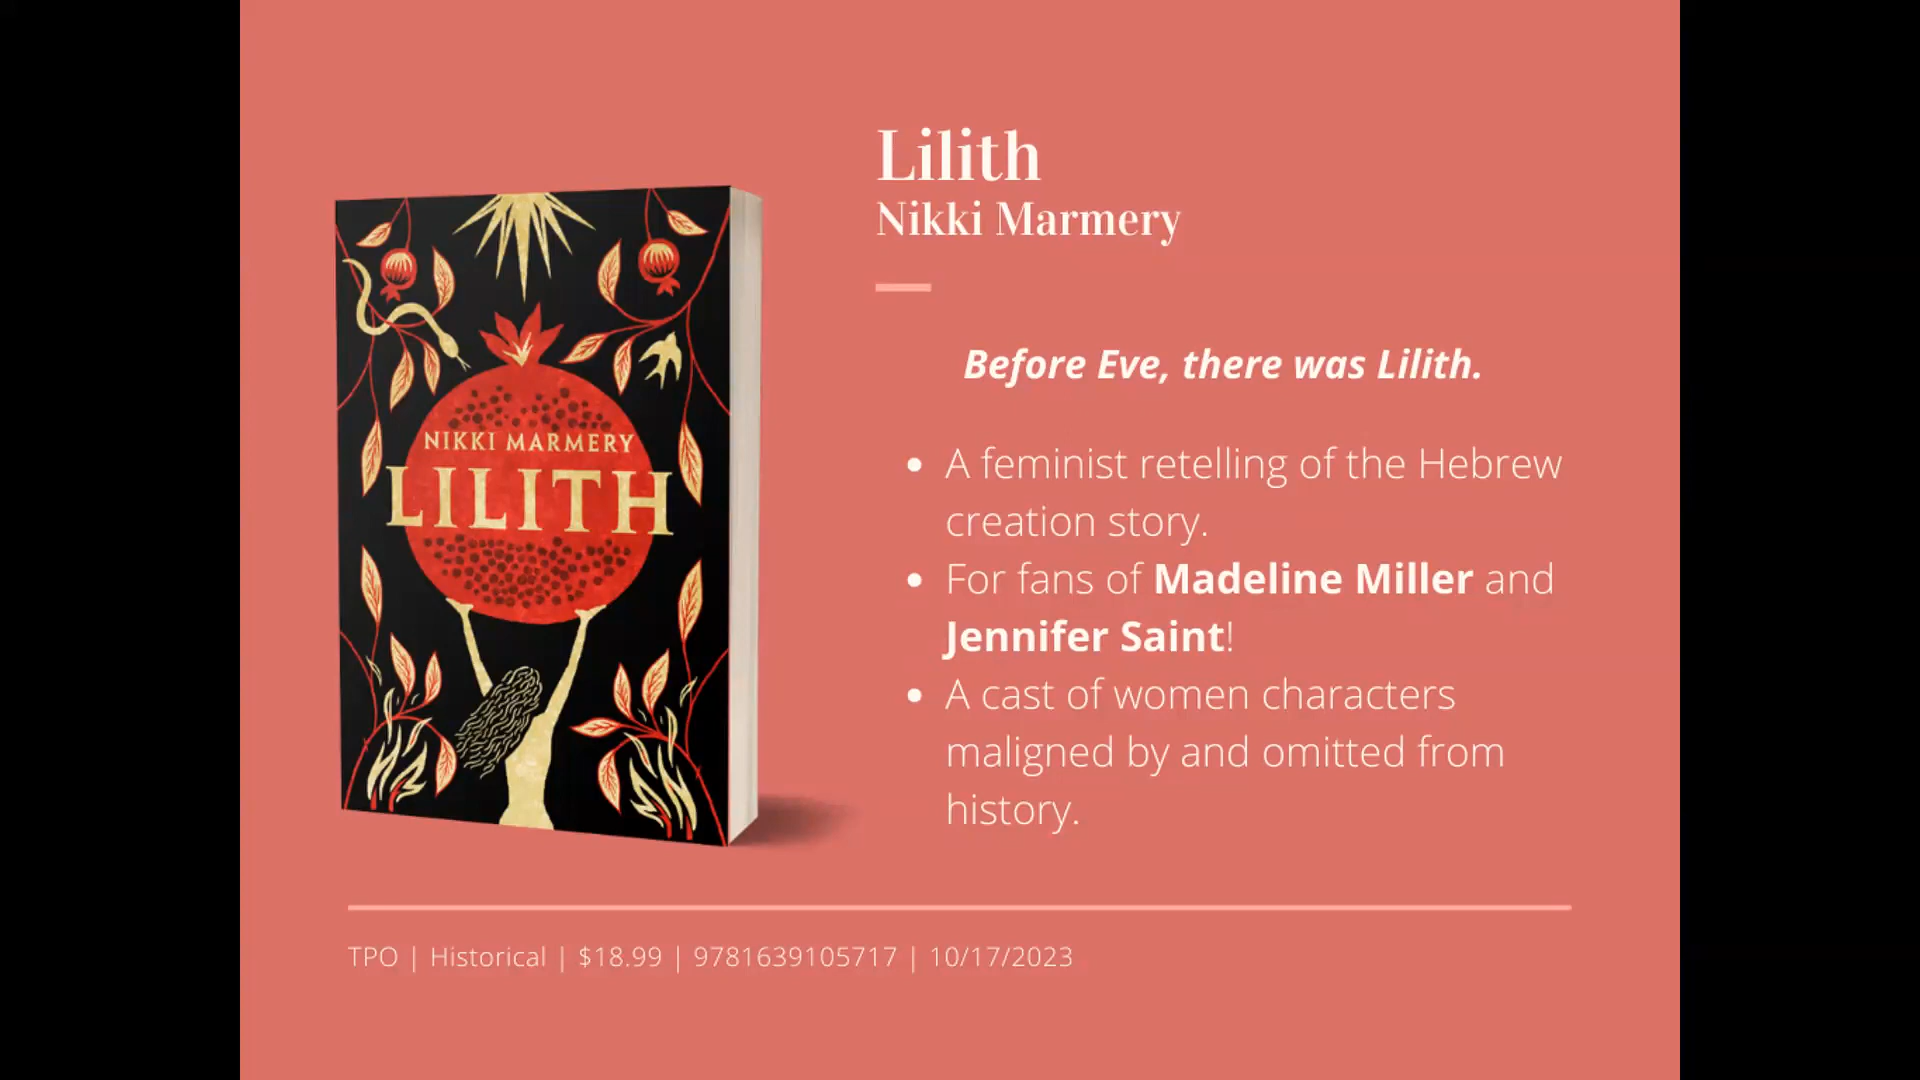 NIKKI MARMERY
LILITH
Lilith
Nikki Marmery
Before Eve, there was Lilith.
• A feminist retelling of the Hebrew
creation story.
• For fans of Madeline Miller and
Jennifer Saint!
• A cast of women characters
maligned by and omitted from
history.
TPO | Historical | $18.99 | 9781639105717 | 10/17/2023